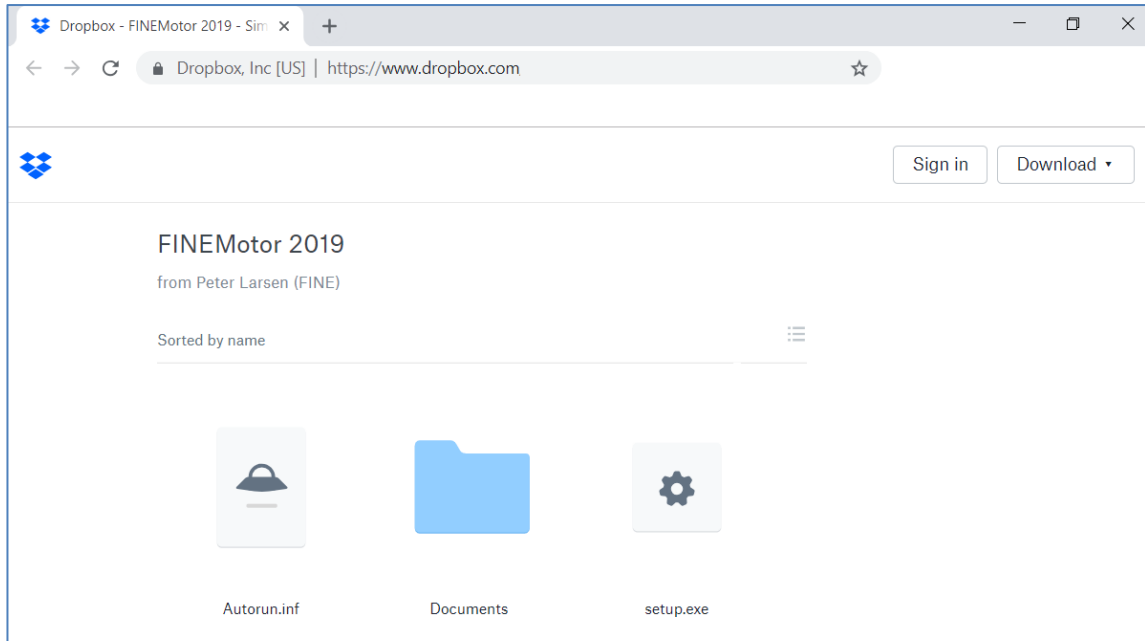 Dropbox - FINEMotor 2019 - Sim
Dropbox, Inc [US] | https://www.dropbox.com
Sign in
Download
FINEMotor 2019
from Peter Larsen (FINE)
Sorted by name
Autorun.inf
Documents
setup.exe